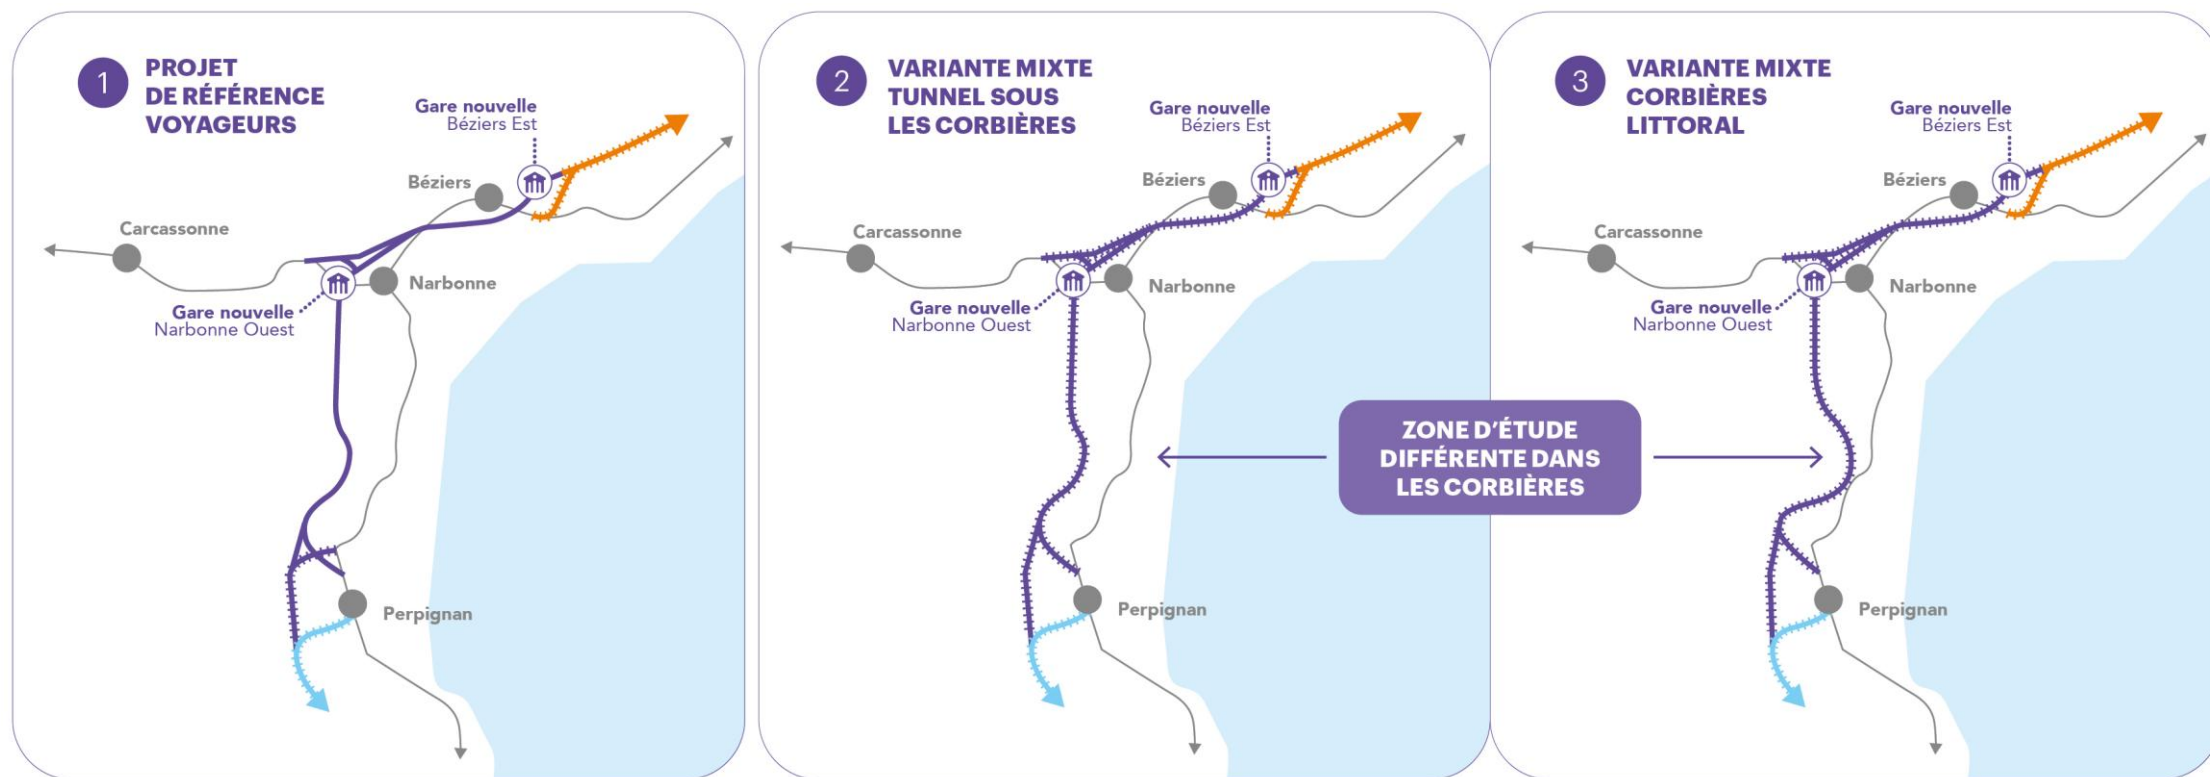 1
PROJET
DE RÉFÉRENCE
VOYAGEURS
Gare nouvelle
Béziers Est
Béziers
Carcassonne
Narbonne
Gare nouvelle
Narbonne Ouest
Perpignan
2
VARIANTE MIXTE
TUNNEL SOUS
LES CORBIÈRES
Gare nouvelle
Béziers Est
Béziers
Carcassonne
Narbonne
Gare nouvelle
Narbonne Ouest
Perpignan
ZONE D'ÉTUDE
DIFFÉRENTE DANS
LES CORBIÈRES
3
VARIANTE MIXTE
CORBIÈRES
LITTORAL
Gare nouvelle
Béziers Est
Béziers
Carcassonne
Narbonne
Gare nouvelle
Narbonne Ouest
Perpignan